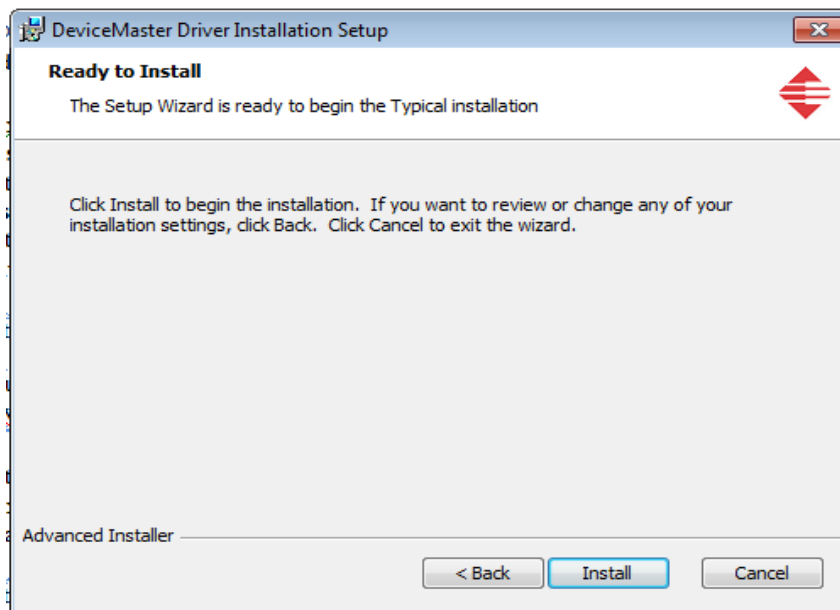 DeviceMaster Driver Installation Setup
Ready to Install
The Setup Wizard is ready to begin the Typical installation
Click Install to begin the installation.  If you want to review or change any of your
installation settings, click Back.  Click Cancel to exit the wizard.
Advanced Installer
< Back
Install
Cancel